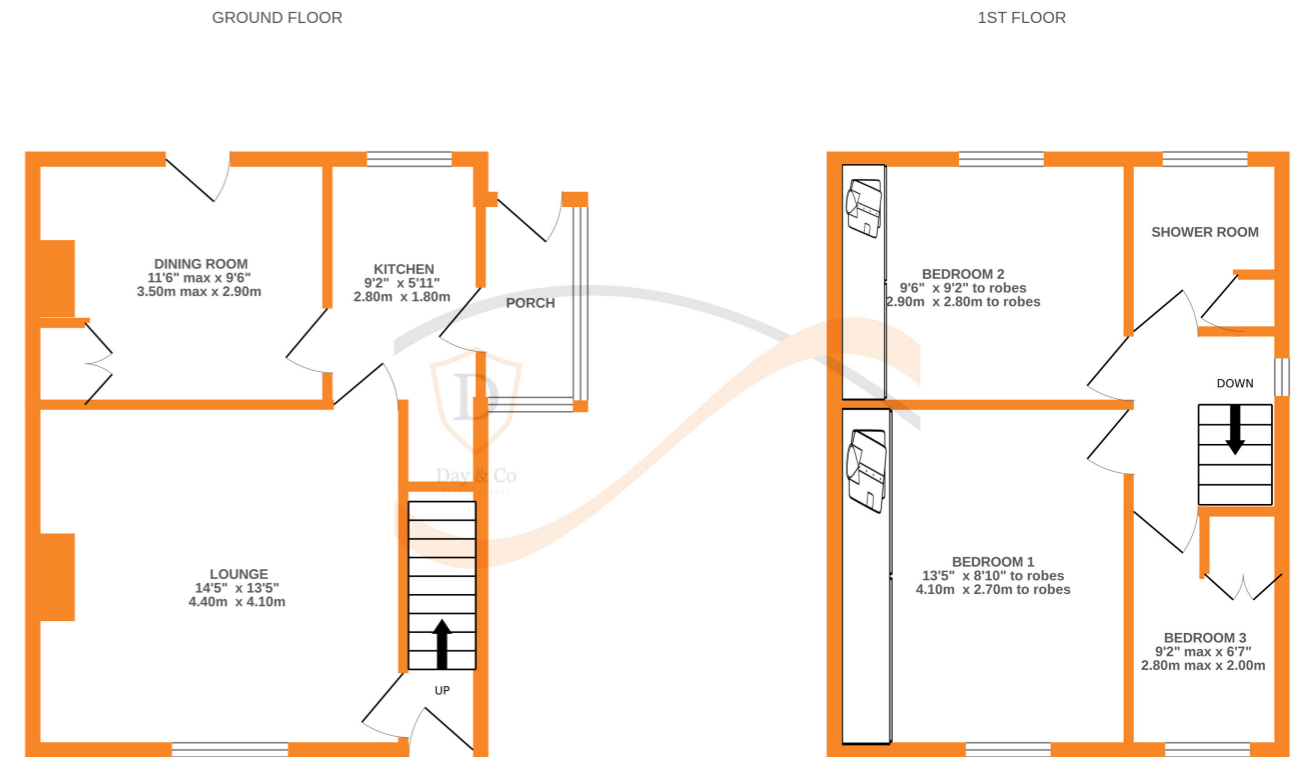 GROUND FLOOR
1ST FLOOR
DINING ROOM
11'6" max x 9'6"
3.50m max x 2.90m
KITCHEN
9'2" x 5'11"
2.80m x 1.80m
PORCH
LOUNGE
14'5" x 13'5"
4.40m x 4.10m
UP
D
Day & Co
BEDROOM 2
9'6" x 9'2" to robes
2.90m x 2.80m to robes
SHOWER ROOM
DOWN
BEDROOM 1
13'5" x 8'10" to robes
4.10m x 2.70m to robes
BEDROOM 3
9'2" max x 6'7"
2.80m max x 2.00m